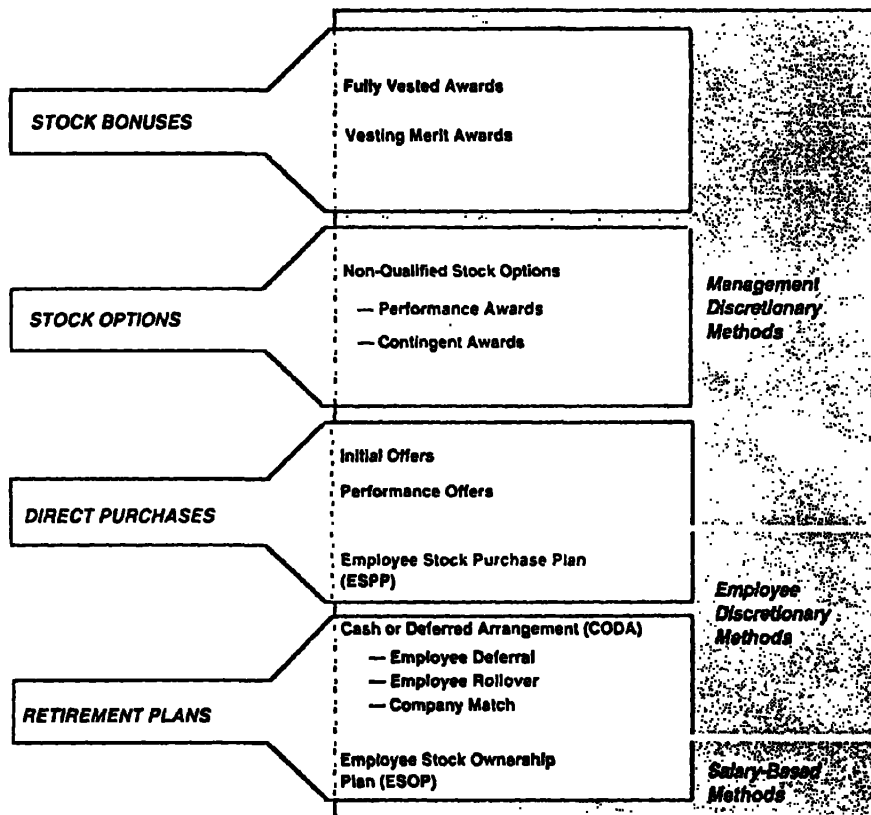 STOCK BONUSES
Fully Vested Awards
Vesting Merit Awards
STOCK OPTIONS
Non-Qualified Stock Options
— Performance Awards
— Contingent Awards
Management
Discretionary
Methods
DIRECT PURCHASES
Initial Offers
Performance Offers
Employee Stock Purchase Plan
(ESPP)
Employee
Discretionary
Methods
RETIREMENT PLANS
Cash or Deferred Arrangement (CODA)
— Employee Deferral
— Employee Rollover
— Company Match
Employee Stock Ownership
Plan (ESOP)
Salary-Based
Methods